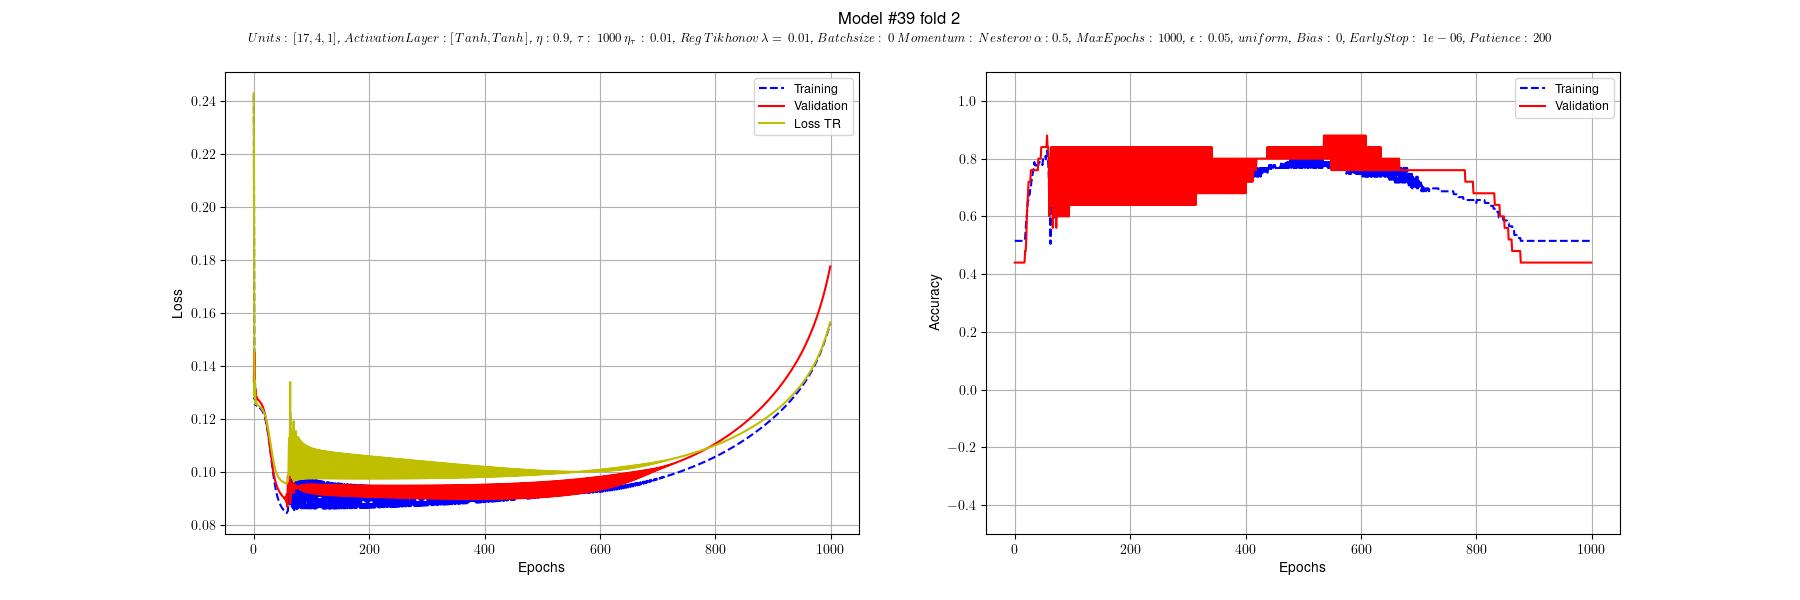 Model #39 fold 2
Units : [17, 4, 1], ActivationLayer : [Tanh, Tanh], η : 0.9, τ : 1000 η_τ : 0.01, Reg Tikhonov λ = 0.01, Batchsize : 0 Momentum : Nesterov α : 0.5, MaxEpochs : 1000, ϵ : 0.05, uniform, Bias : 0, EarlyStop : 1e − 06, Patience : 200
Training
Validation
Loss TR
0.24
0.22
0.20
0.18
0.16
0.14
0.12
0.10
0.08
Loss
0 200 400 600 800 1000
Epochs
Training
Validation
1.0
0.8
0.6
0.4
0.2
0.0
−0.2
−0.4
Accuracy
0 200 400 600 800 1000
Epochs